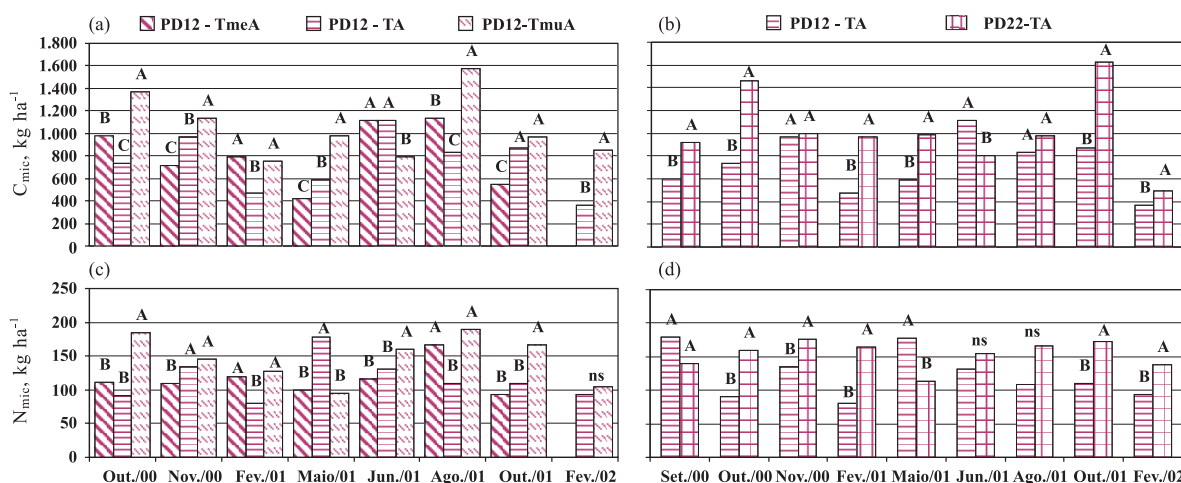 (a) PD12 - TmeA PD12 - TA PD12-TmuA
C mic, kg ha-1
1.800
1.600
1.400
1.200
1.000
800
600
400
200
0
B C A C B A A B A C B A A A B B C A C B A B A
(b) PD12 - TA PD22-TA
B A B A A A B A B A A B A A B A B A
(c)
N mic, kg ha-1
250
200
150
100
50
0
B B A B A A A B A B A B B B A A B A B B A ns
Out./00 Nov./00 Fev./01 Maio/01 Jun./01 Ago./01 Out./01 Fev./02
(d)
A A B A B A B A A B ns ns B A B A
Set./00 Out./00 Nov./00 Fev./01 Maio/01 Jun./01 Ago./01 Out./01 Fev./02